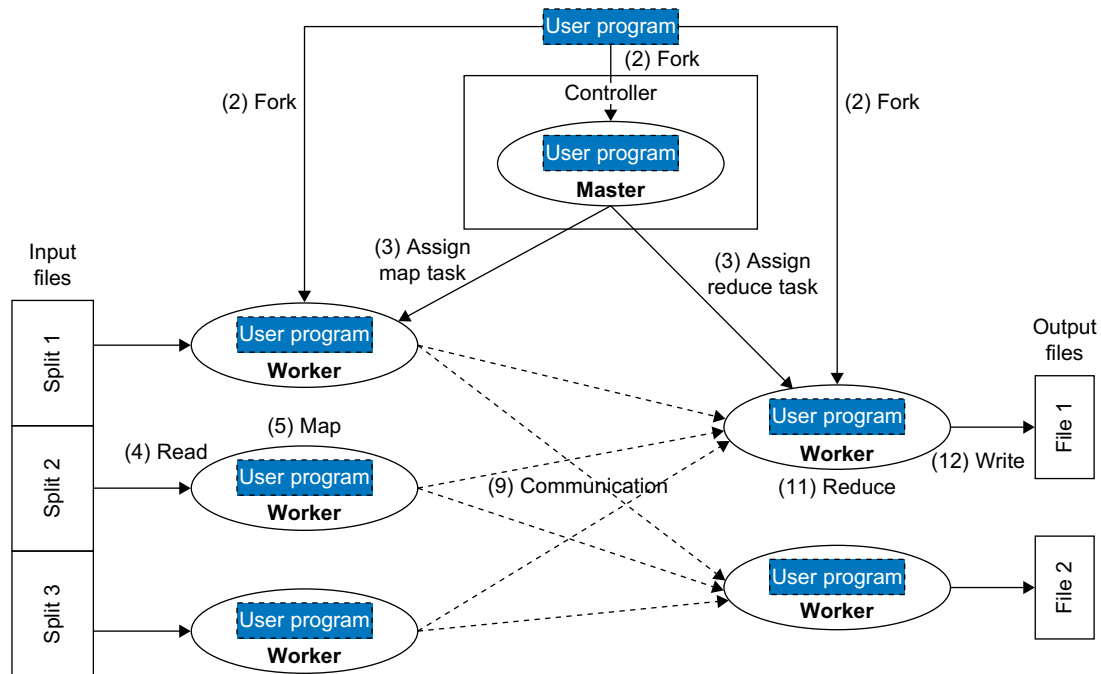 User program
(2) Fork
(2) Fork
(2) Fork
Controller
User program
Master
Input
files
(3) Assign
map task
(3) Assign
reduce task
Split 1
User program
Worker
Output
files
Split 2
(4) Read
(5) Map
User program
Worker
(9) Communication
User program
Worker
(11) Reduce
(12) Write
File 1
Split 3
User program
Worker
User program
Worker
File 2